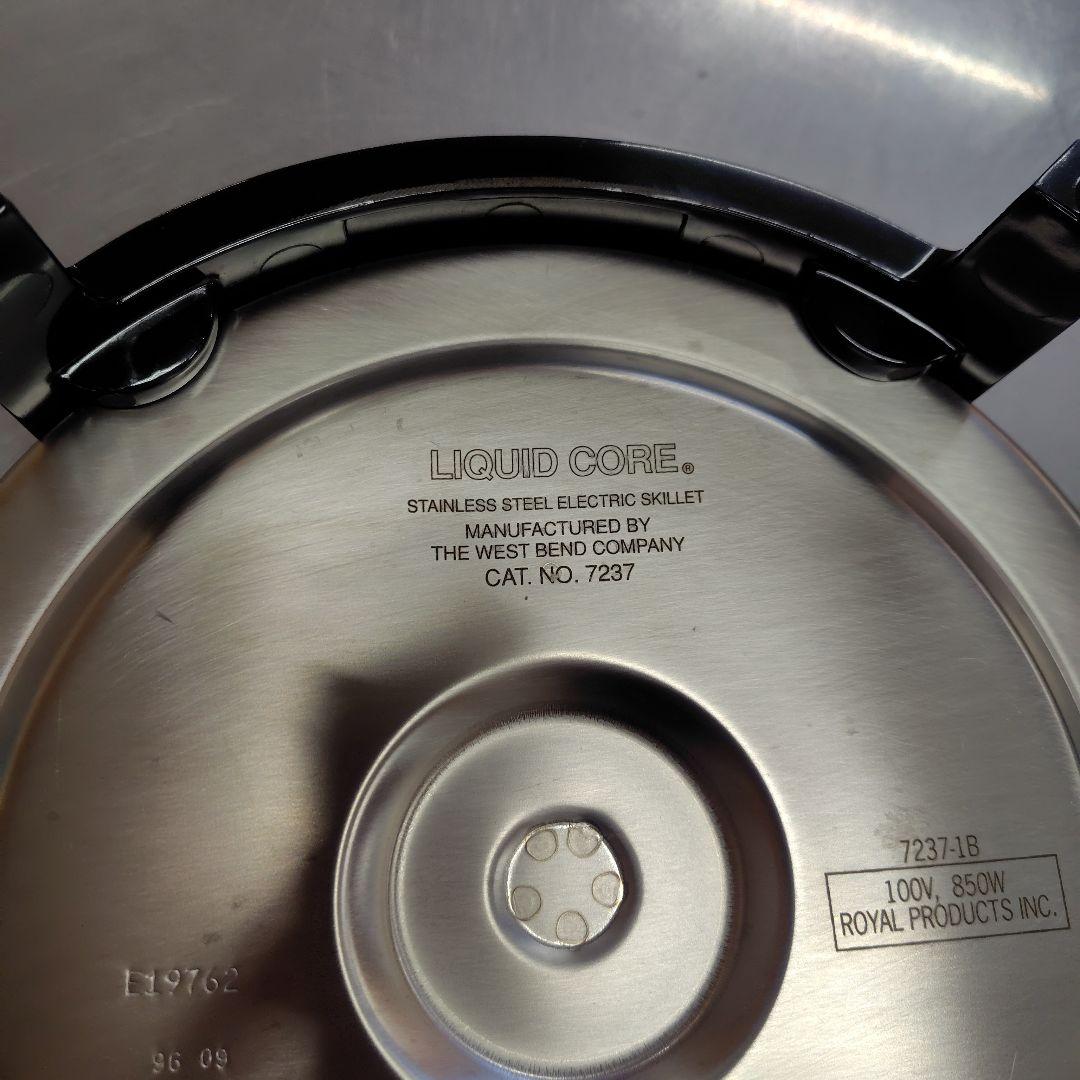 LIQUID CORE®
STAINLESS STEEL ELECTRIC SKILLET
MANUFACTURED BY
THE WEST BEND COMPANY
CAT. NO. 7237
7237-1B
100V, 850W
ROYAL PRODUCTS INC.
E19762
96 09